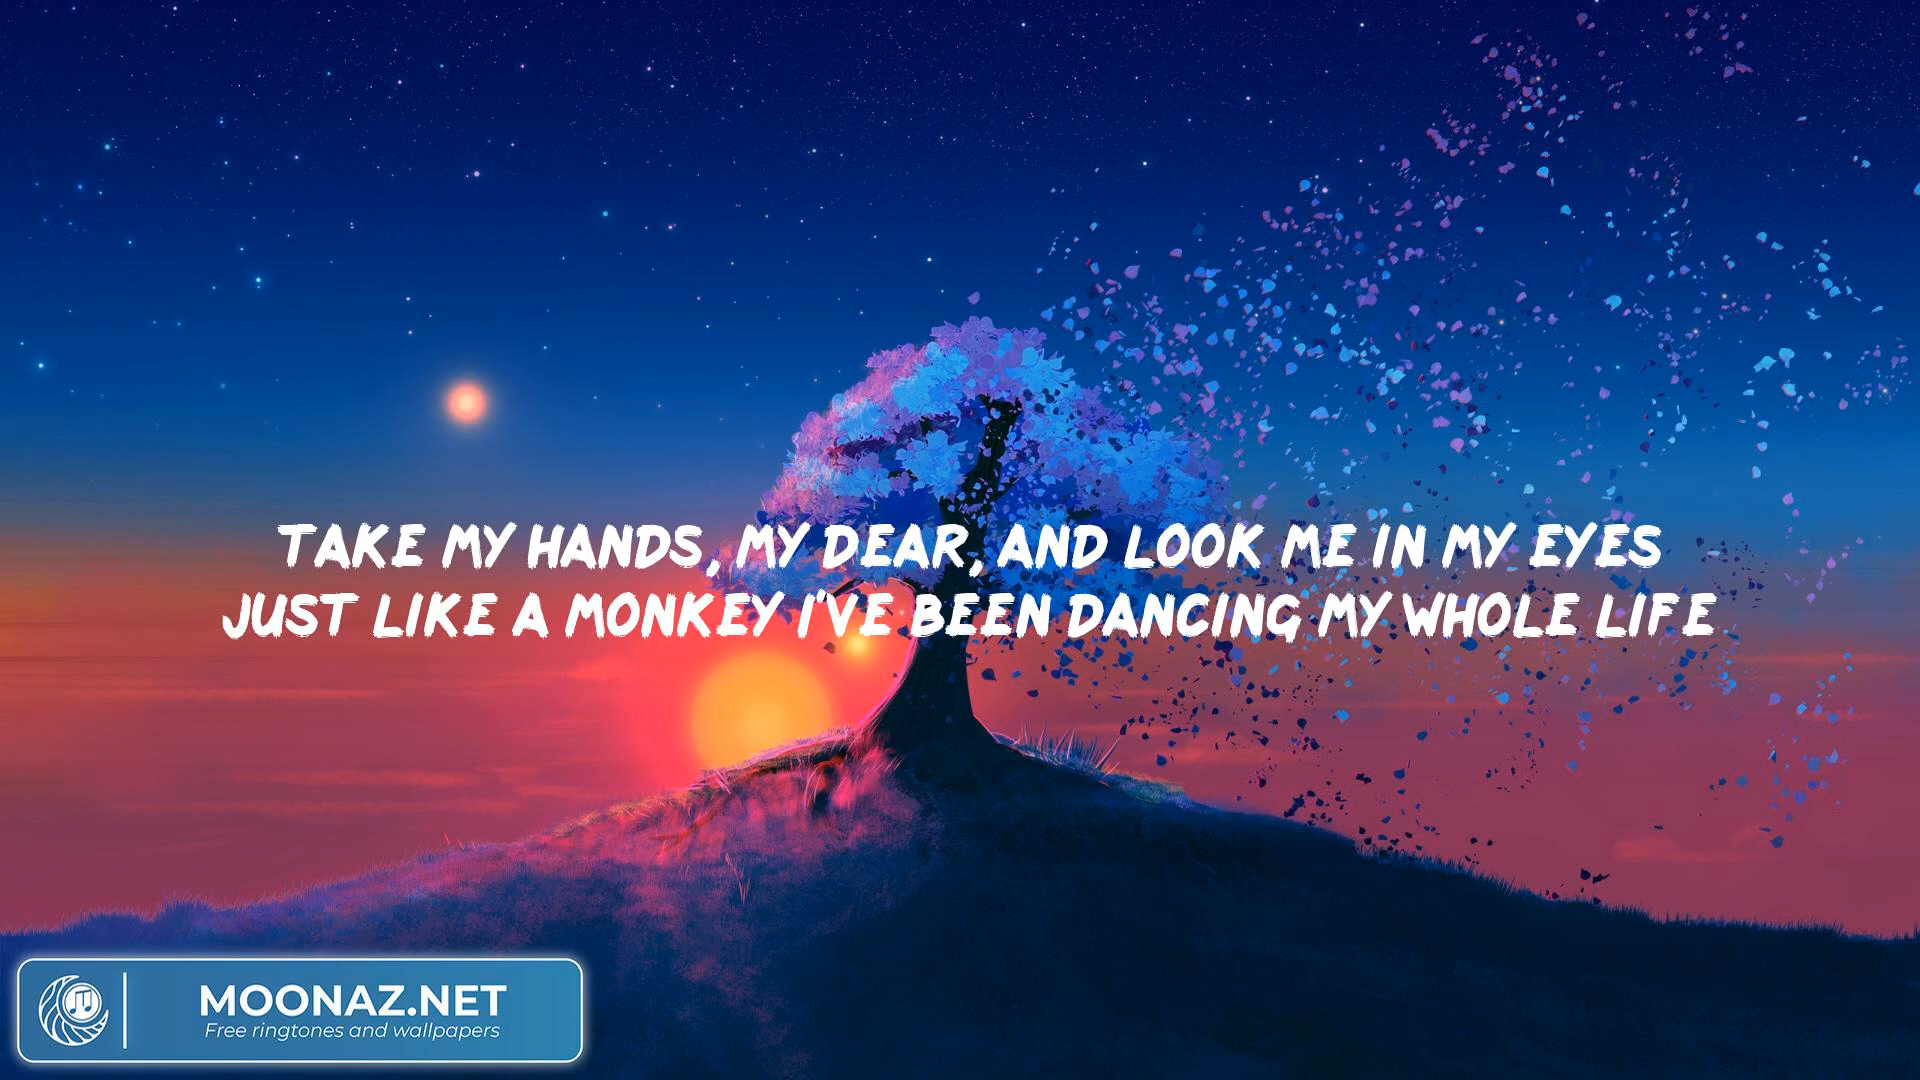 TAKE MY HANDS, MY DEAR, AND LOOK ME IN MY EYES
JUST LIKE A MONKEY I'VE BEEN DANCING MY WHOLE LIFE
MOONAZ.NET
Free ringtones and wallpapers